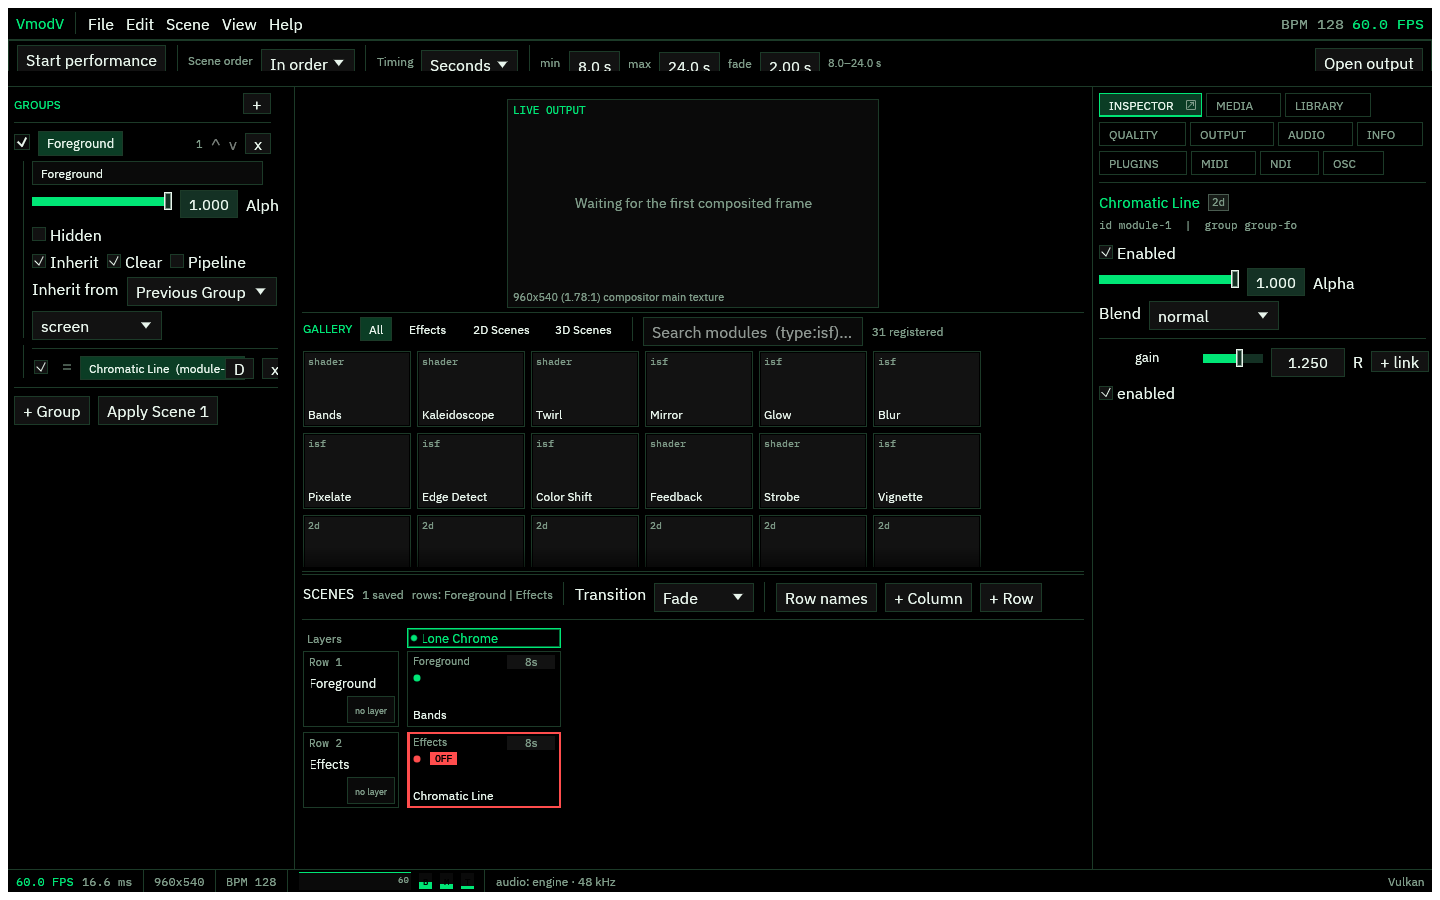 VmodV File Edit Scene View Help BPM 128 60.0 FPS
Start performance Scene order In order Timing Seconds min 8.0 s max 24.0 s fade 2.00 s 8.0–24.0 s Open output
GROUPS +
Foreground 1 ^ v x
Foreground
1.000 Alph
Hidden
Inherit Clear Pipeline
Inherit from Previous Group
screen
= Chromatic Line (module- D x
+ Group Apply Scene 1
LIVE OUTPUT
Waiting for the first composited frame
960x540 (1.78:1) compositor main texture
GALLERY All Effects 2D Scenes 3D Scenes Search modules (type:isf)... 31 registered
shader shader shader isf isf isf
Bands Kaleidoscope Twirl Mirror Glow Blur
isf isf isf shader shader isf
Pixelate Edge Detect Color Shift Feedback Strobe Vignette
2d 2d 2d 2d 2d 2d
SCENES 1 saved rows: Foreground | Effects Transition Fade Row names + Column + Row
Layers Lone Chrome
Row 1 Foreground 8s
Foreground
no layer Bands
Row 2 Effects 8s
Effects OFF
no layer Chromatic Line
INSPECTOR MEDIA LIBRARY
QUALITY OUTPUT AUDIO INFO
PLUGINS MIDI NDI OSC
Chromatic Line 2d
id module-1 | group group-fo
Enabled
1.000 Alpha
Blend normal
gain 1.250 R + link
enabled
60.0 FPS 16.6 ms 960x540 BPM 128 60 audio: engine · 48 kHz Vulkan